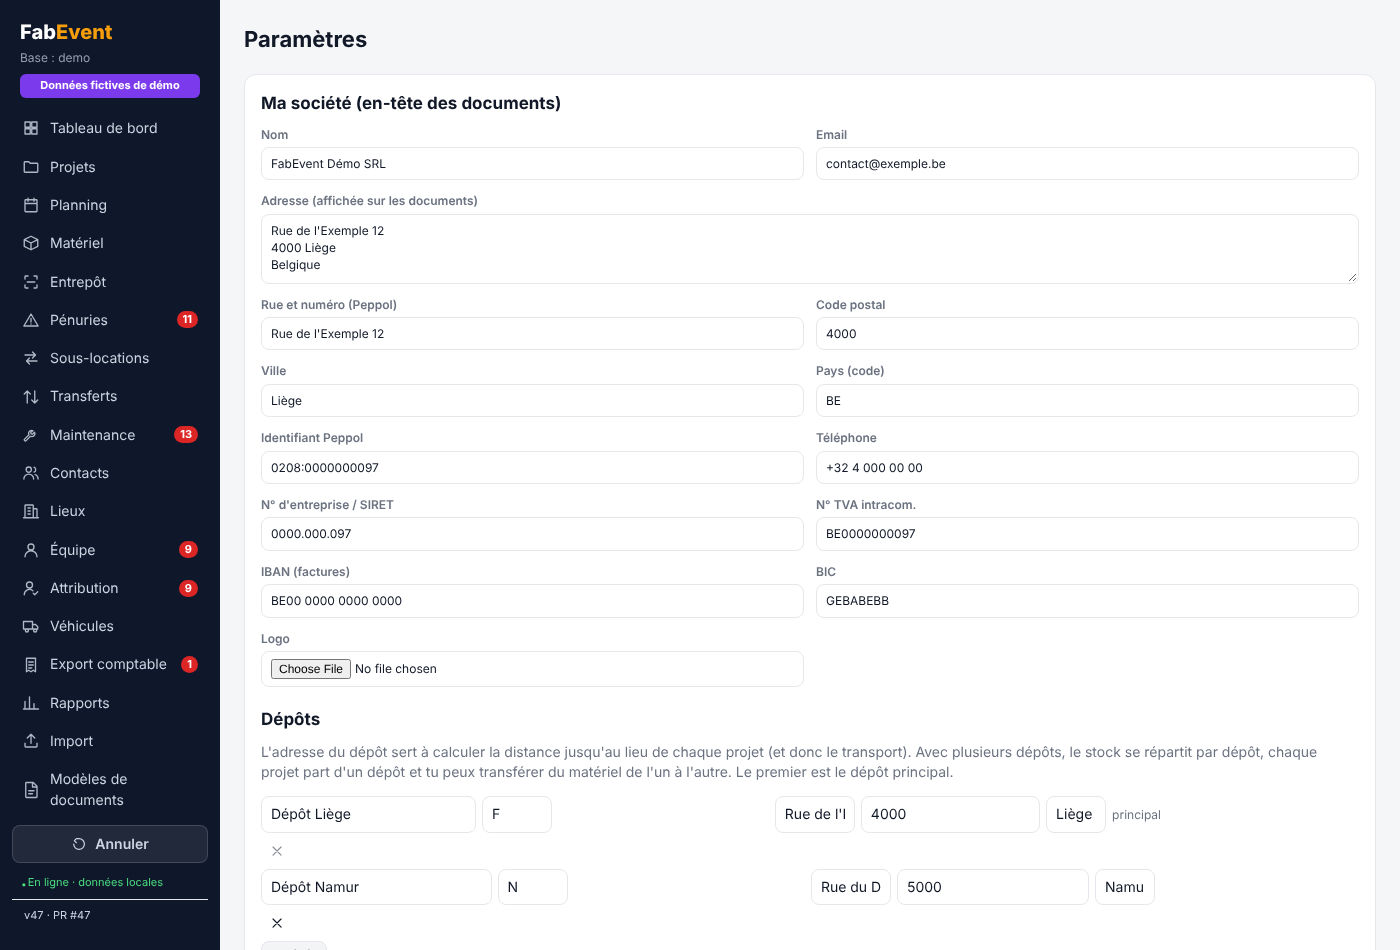 FabEvent
Base : demo
Données fictives de démo
Tableau de bord
Projets
Planning
Matériel
Entrepôt
Pénuries 11
Sous-locations
Transferts
Maintenance 13
Contacts
Lieux
Équipe 9
Attribution 9
Véhicules
Export comptable 1
Rapports
Import
Modèles de
documents
Annuler
En ligne · données locales
v47 · PR #47
Paramètres
Ma société (en-tête des documents)
Nom
FabEvent Démo SRL
Email
contact@exemple.be
Adresse (affichée sur les documents)
Rue de l'Exemple 12
4000 Liège
Belgique
Rue et numéro (Peppol)
Rue de l'Exemple 12
Code postal
4000
Ville
Liège
Pays (code)
BE
Identifiant Peppol
0208:0000000097
Téléphone
+32 4 000 00 00
N° d'entreprise / SIRET
0000.000.097
N° TVA intracom.
BE0000000097
IBAN (factures)
BE00 0000 0000 0000
BIC
GEBABEBB
Logo
Choose File No file chosen
Dépôts
L'adresse du dépôt sert à calculer la distance jusqu'au lieu de chaque projet (et donc le transport). Avec plusieurs dépôts, le stock se répartit par dépôt, chaque
projet part d'un dépôt et tu peux transférer du matériel de l'un à l'autre. Le premier est le dépôt principal.
Dépôt Liège F Rue de l'I 4000 Liège principal
Dépôt Namur N Rue du D 5000 Namu